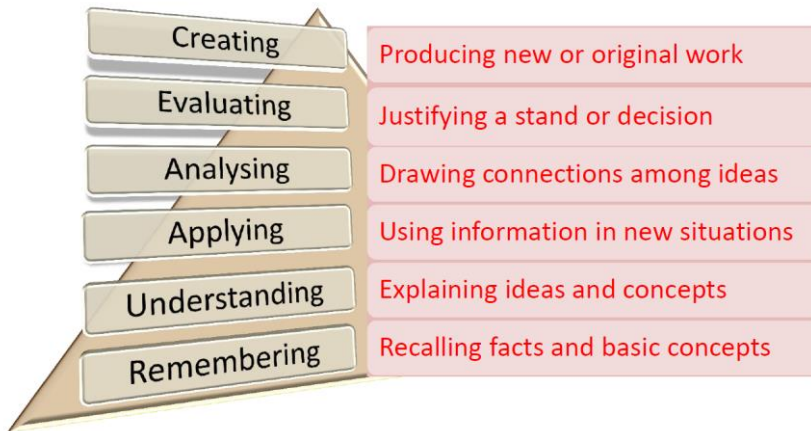 Creating
Producing new or original work
Evaluating
Justifying a stand or decision
Analysing
Drawing connections among ideas
Applying
Using information in new situations
Understanding
Explaining ideas and concepts
Remembering
Recalling facts and basic concepts